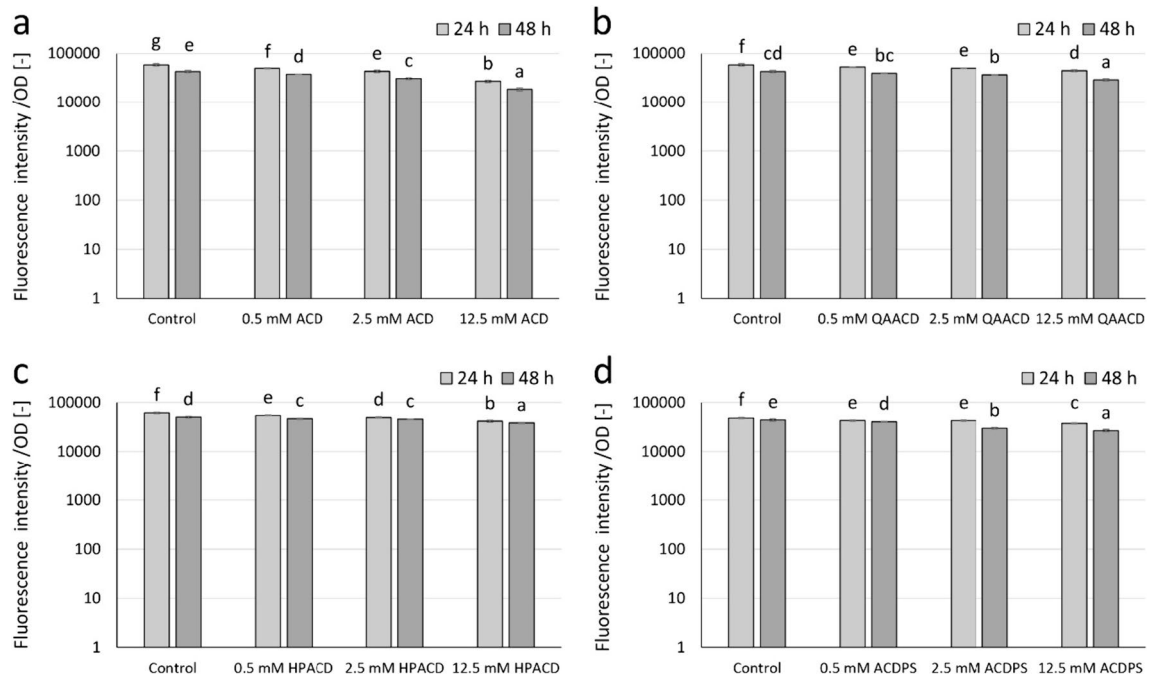 a
24 h 48 h
Fluorescence intensity /OD [-]
100000
10000
1000
100
10
1
g e f d e c b a
Control 0.5 mM ACD 2.5 mM ACD 12.5 mM ACD
b
24 h 48 h
Fluorescence intensity /OD [-]
100000
10000
1000
100
10
1
f cd e bc e b d a
Control 0.5 mM QAACD 2.5 mM QAACD 12.5 mM QAACD
c
24 h 48 h
Fluorescence intensity /OD [-]
100000
10000
1000
100
10
1
f d e c d c b a
Control 0.5 mM HPACD 2.5 mM HPACD 12.5 mM HPACD
d
24 h 48 h
Fluorescence intensity /OD [-]
100000
10000
1000
100
10
1
f e e d e b c a
Control 0.5 mM ACDPS 2.5 mM ACDPS 12.5 mM ACDPS